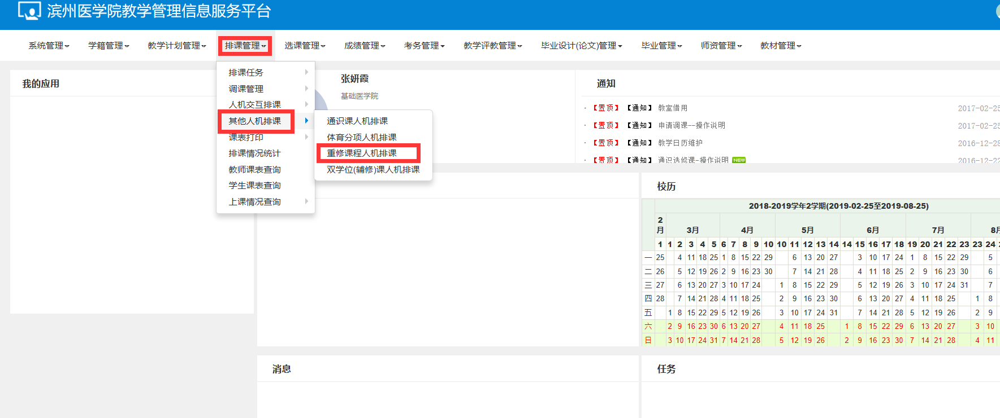 滨州医学院教学管理信息服务平台
系统管理 学籍管理 教学计划管理 排课管理 选课管理 成绩管理 考务管理 教学评教管理 毕业设计(论文)管理 毕业管理 师资管理 教材管理
我的应用
排课任务
调课管理
人机交互排课
其他人机排课
课表打印
排课情况统计
教师课表查询
学生课表查询
上课情况查询
通识课人机排课
体育分项人机排课
重修课程人机排课
双学位(辅修)课人机排课
张妍霞
基础医学院
通知
【置顶】 【通知】 教室借用 2017-02-25
【置顶】 【通知】 申请调课--操作说明 2017-02-25
【置顶】 【通知】 教学日历维护 2016-12-28
【置顶】 【通知】 通识选修课-操作说明 NEW 2016-12-22
校历
2018-2019学年2学期(2019-02-25至2019-08-25)
2月 3月 4月 5月 6月 7月 8月
1 1 2 3 4 5 6 7 8 9 10 10 11 12 13 14 14 15 16 17 18 19 20 21 22 23 23 24
一 25 4 11 18 25 1 8 15 22 29 6 13 20 27 3 10 17 24 1 8 15 22 29 5
二 26 5 12 19 26 2 9 16 23 30 7 14 21 28 4 11 18 25 2 9 16 23 30 6
三 27 6 13 20 27 3 10 17 24 1 8 15 22 29 5 12 19 26 3 10 17 24 31 7
四 28 7 14 21 28 4 11 18 25 2 9 16 23 30 6 13 20 27 4 11 18 25 1 8
五 1 8 15 22 29 5 12 19 26 3 10 17 24 31 7 14 21 28 5 12 19 26 2 9
六 2 9 16 23 30 6 13 20 27 4 11 18 25 1 8 15 22 29 6 13 20 27 3 10
日 3 10 17 24 31 7 14 21 28 5 12 19 26 2 9 16 23 30 7 14 21 28 4 11
消息
任务